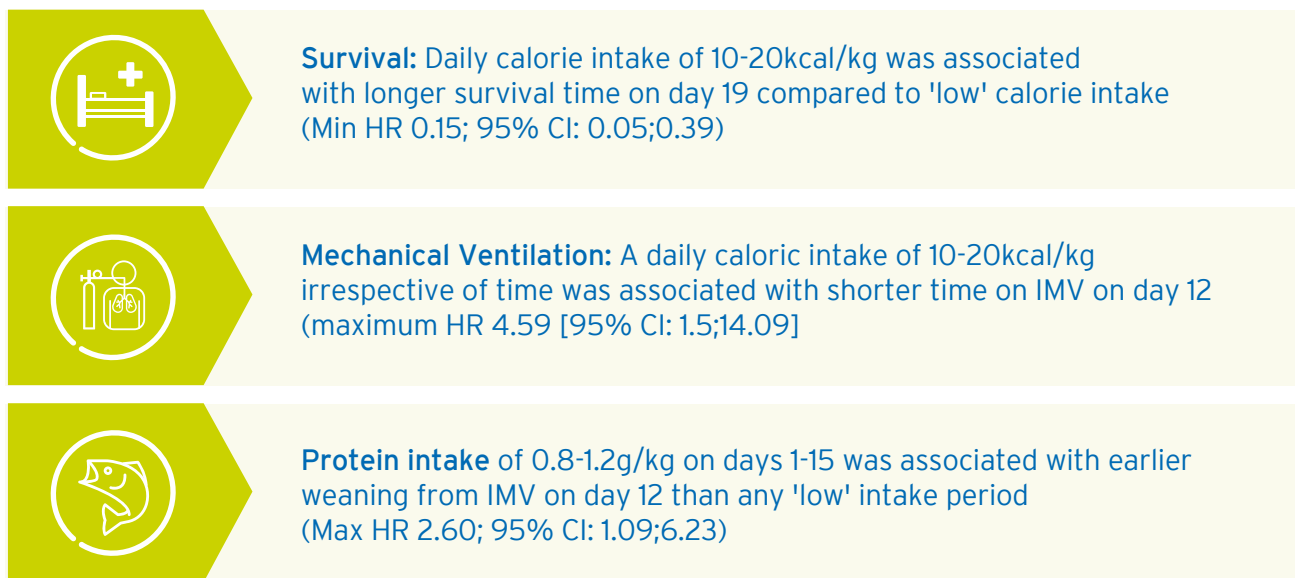 Survival: Daily calorie intake of 10-20kcal/kg was associated
with longer survival time on day 19 compared to 'low' calorie intake
(Min HR 0.15; 95% CI: 0.05;0.39)
Mechanical Ventilation: A daily caloric intake of 10-20kcal/kg
irrespective of time was associated with shorter time on IMV on day 12
(maximum HR 4.59 [95% CI: 1.5;14.09]
Protein intake of 0.8-1.2g/kg on days 1-15 was associated with earlier
weaning from IMV on day 12 than any 'low' intake period
(Max HR 2.60; 95% CI: 1.09;6.23)